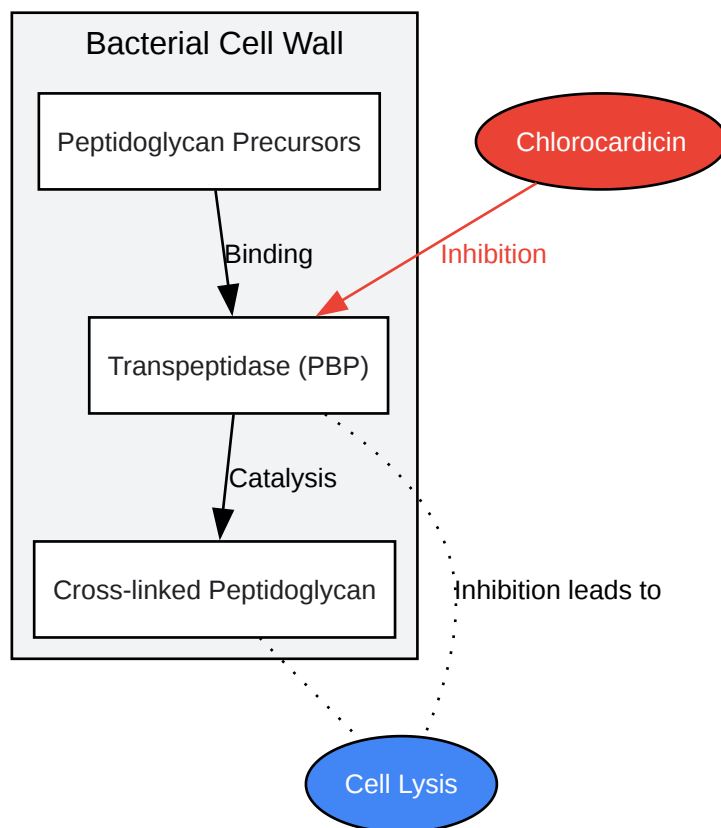 Bacterial Cell Wall
Peptidoglycan Precursors
Chlorocardicin
Binding
Inhibition
Transpeptidase (PBP)
Catalysis
Cross-linked Peptidoglycan
Inhibition leads to
Cell Lysis